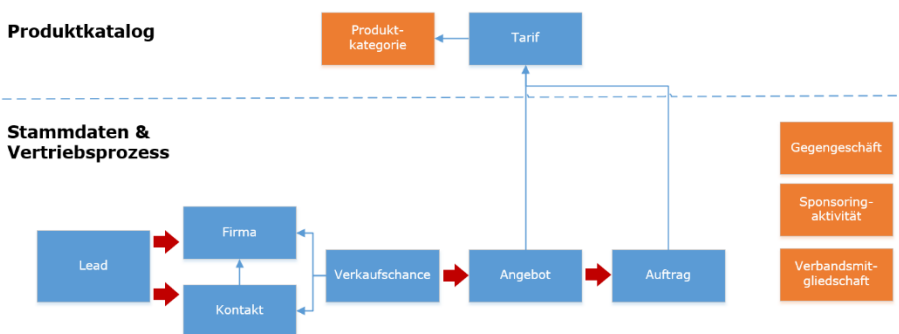 Produktkatalog
Produkt-
kategorie
Tarif
Stammdaten &
Vertriebsprozess
Gegengeschäft
Sponsoring-
aktivität
Verbandsmit-
gliedschaft
Lead
Firma
Kontakt
Verkaufschance
Angebot
Auftrag